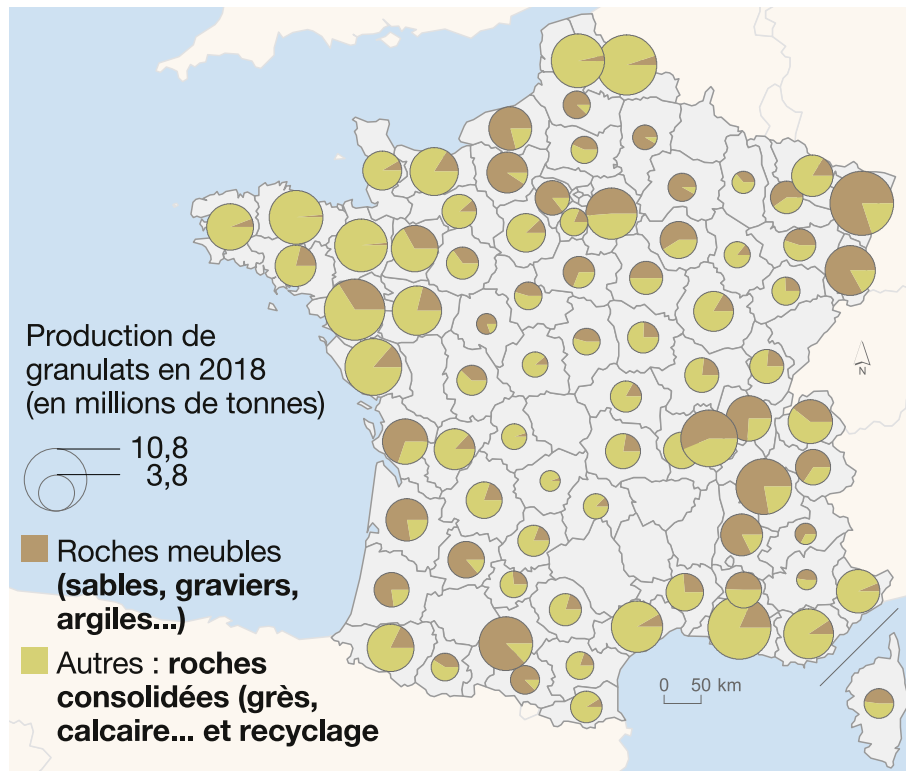 Production de
granulats en 2018
(en millions de tonnes)
10,8
3,8
Roches meubles
(sables, graviers,
argiles...)
Autres : roches
consolidées (grès,
calcaire... et recyclage
N
0 50 km